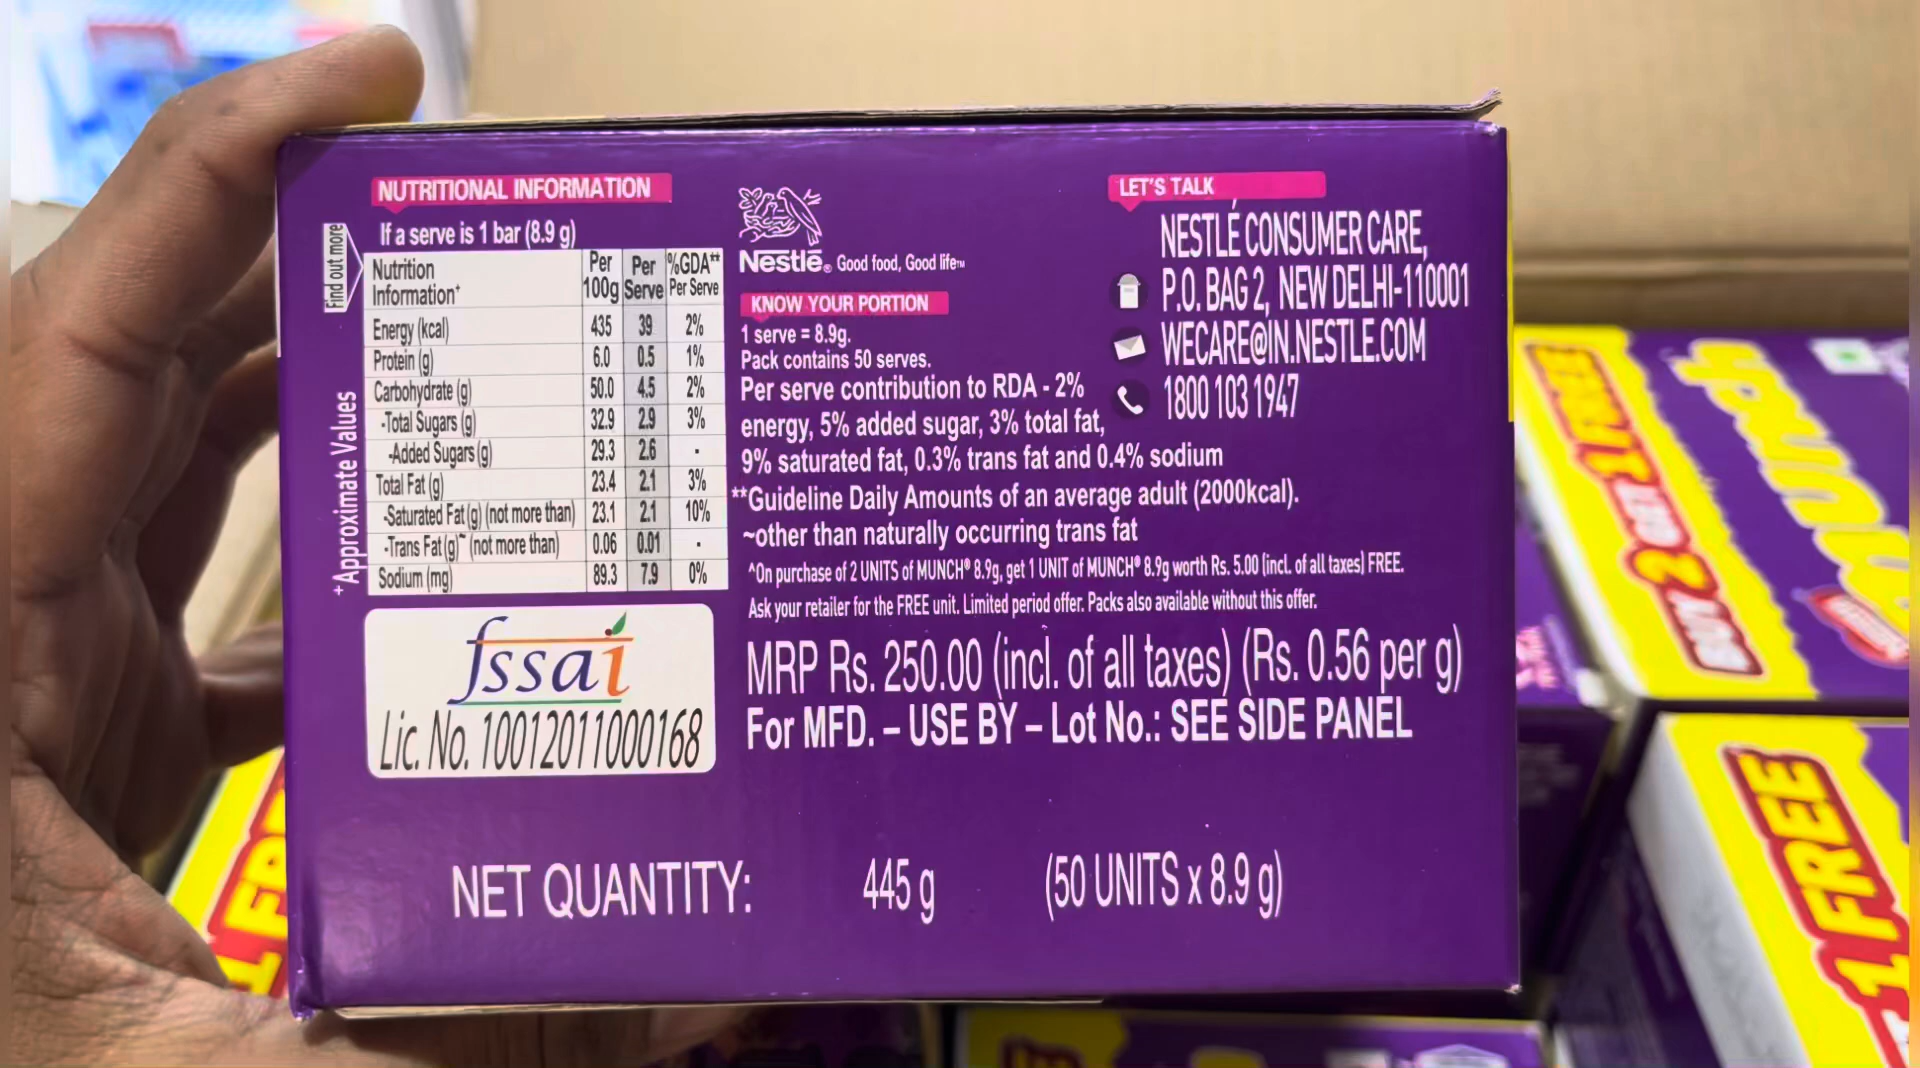 NUTRITIONAL INFORMATION
Find out more
If a serve is 1 bar (8.9 g)
Nutrition Information+ Per 100g Per Serve %GDA** Per Serve
Energy (kcal) 435 39 2%
Protein (g) 6.0 0.5 1%
Carbohydrate (g) 50.0 4.5 2%
-Total Sugars (g) 32.9 2.9 3%
-Added Sugars (g) 29.3 2.6 -
Total Fat (g) 23.4 2.1 3%
-Saturated Fat (g) (not more than) 23.1 2.1 10%
-Trans Fat (g)~ (not more than) 0.06 0.01 -
Sodium (mg) 89.3 7.9 0%
+Approximate Values
fssai
Lic. No. 10012011000168
Nestlé® Good food, Good life™
KNOW YOUR PORTION
1 serve = 8.9g.
Pack contains 50 serves.
Per serve contribution to RDA - 2%
energy, 5% added sugar, 3% total fat,
9% saturated fat, 0.3% trans fat and 0.4% sodium
**Guideline Daily Amounts of an average adult (2000kcal).
~other than naturally occurring trans fat
^On purchase of 2 UNITS of MUNCH® 8.9g, get 1 UNIT of MUNCH® 8.9g worth Rs. 5.00 (incl. of all taxes) FREE.
Ask your retailer for the FREE unit. Limited period offer. Packs also available without this offer.
MRP Rs. 250.00 (incl. of all taxes) (Rs. 0.56 per g)
For MFD. – USE BY – Lot No.: SEE SIDE PANEL
LET'S TALK
NESTLÉ CONSUMER CARE,
P.O. BAG 2, NEW DELHI-110001
WECARE@IN.NESTLE.COM
1800 103 1947
NET QUANTITY: 445 g (50 UNITS x 8.9 g)
BUY 2 GET 1 FREE
munch
1 FREE